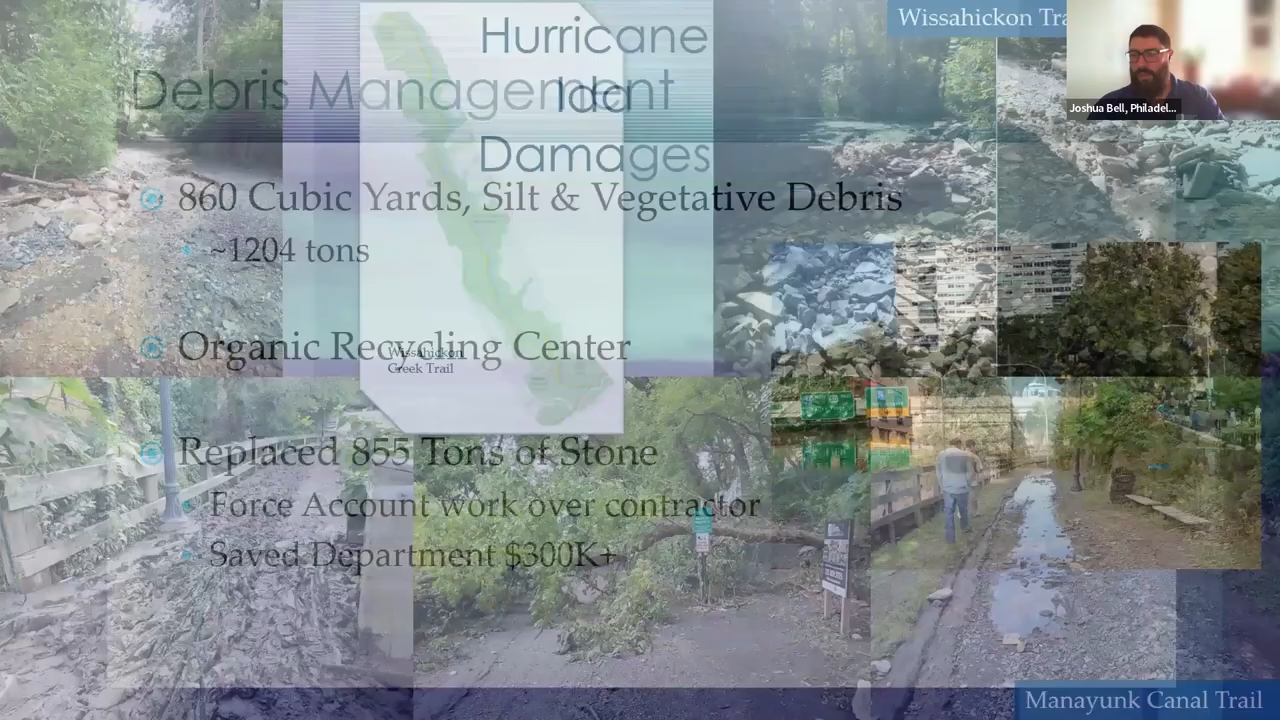 Hurricane
Ida
Damages
Debris Management
Wissahickon Tra
Joshua Bell, Philadel...
860 Cubic Yards, Silt & Vegetative Debris
~1204 tons
Organic Recycling Center
Wissahickon
Creek Trail
Replaced 855 Tons of Stone
Force Account work over contractor
Saved Department $300K+
Manayunk Canal Trail